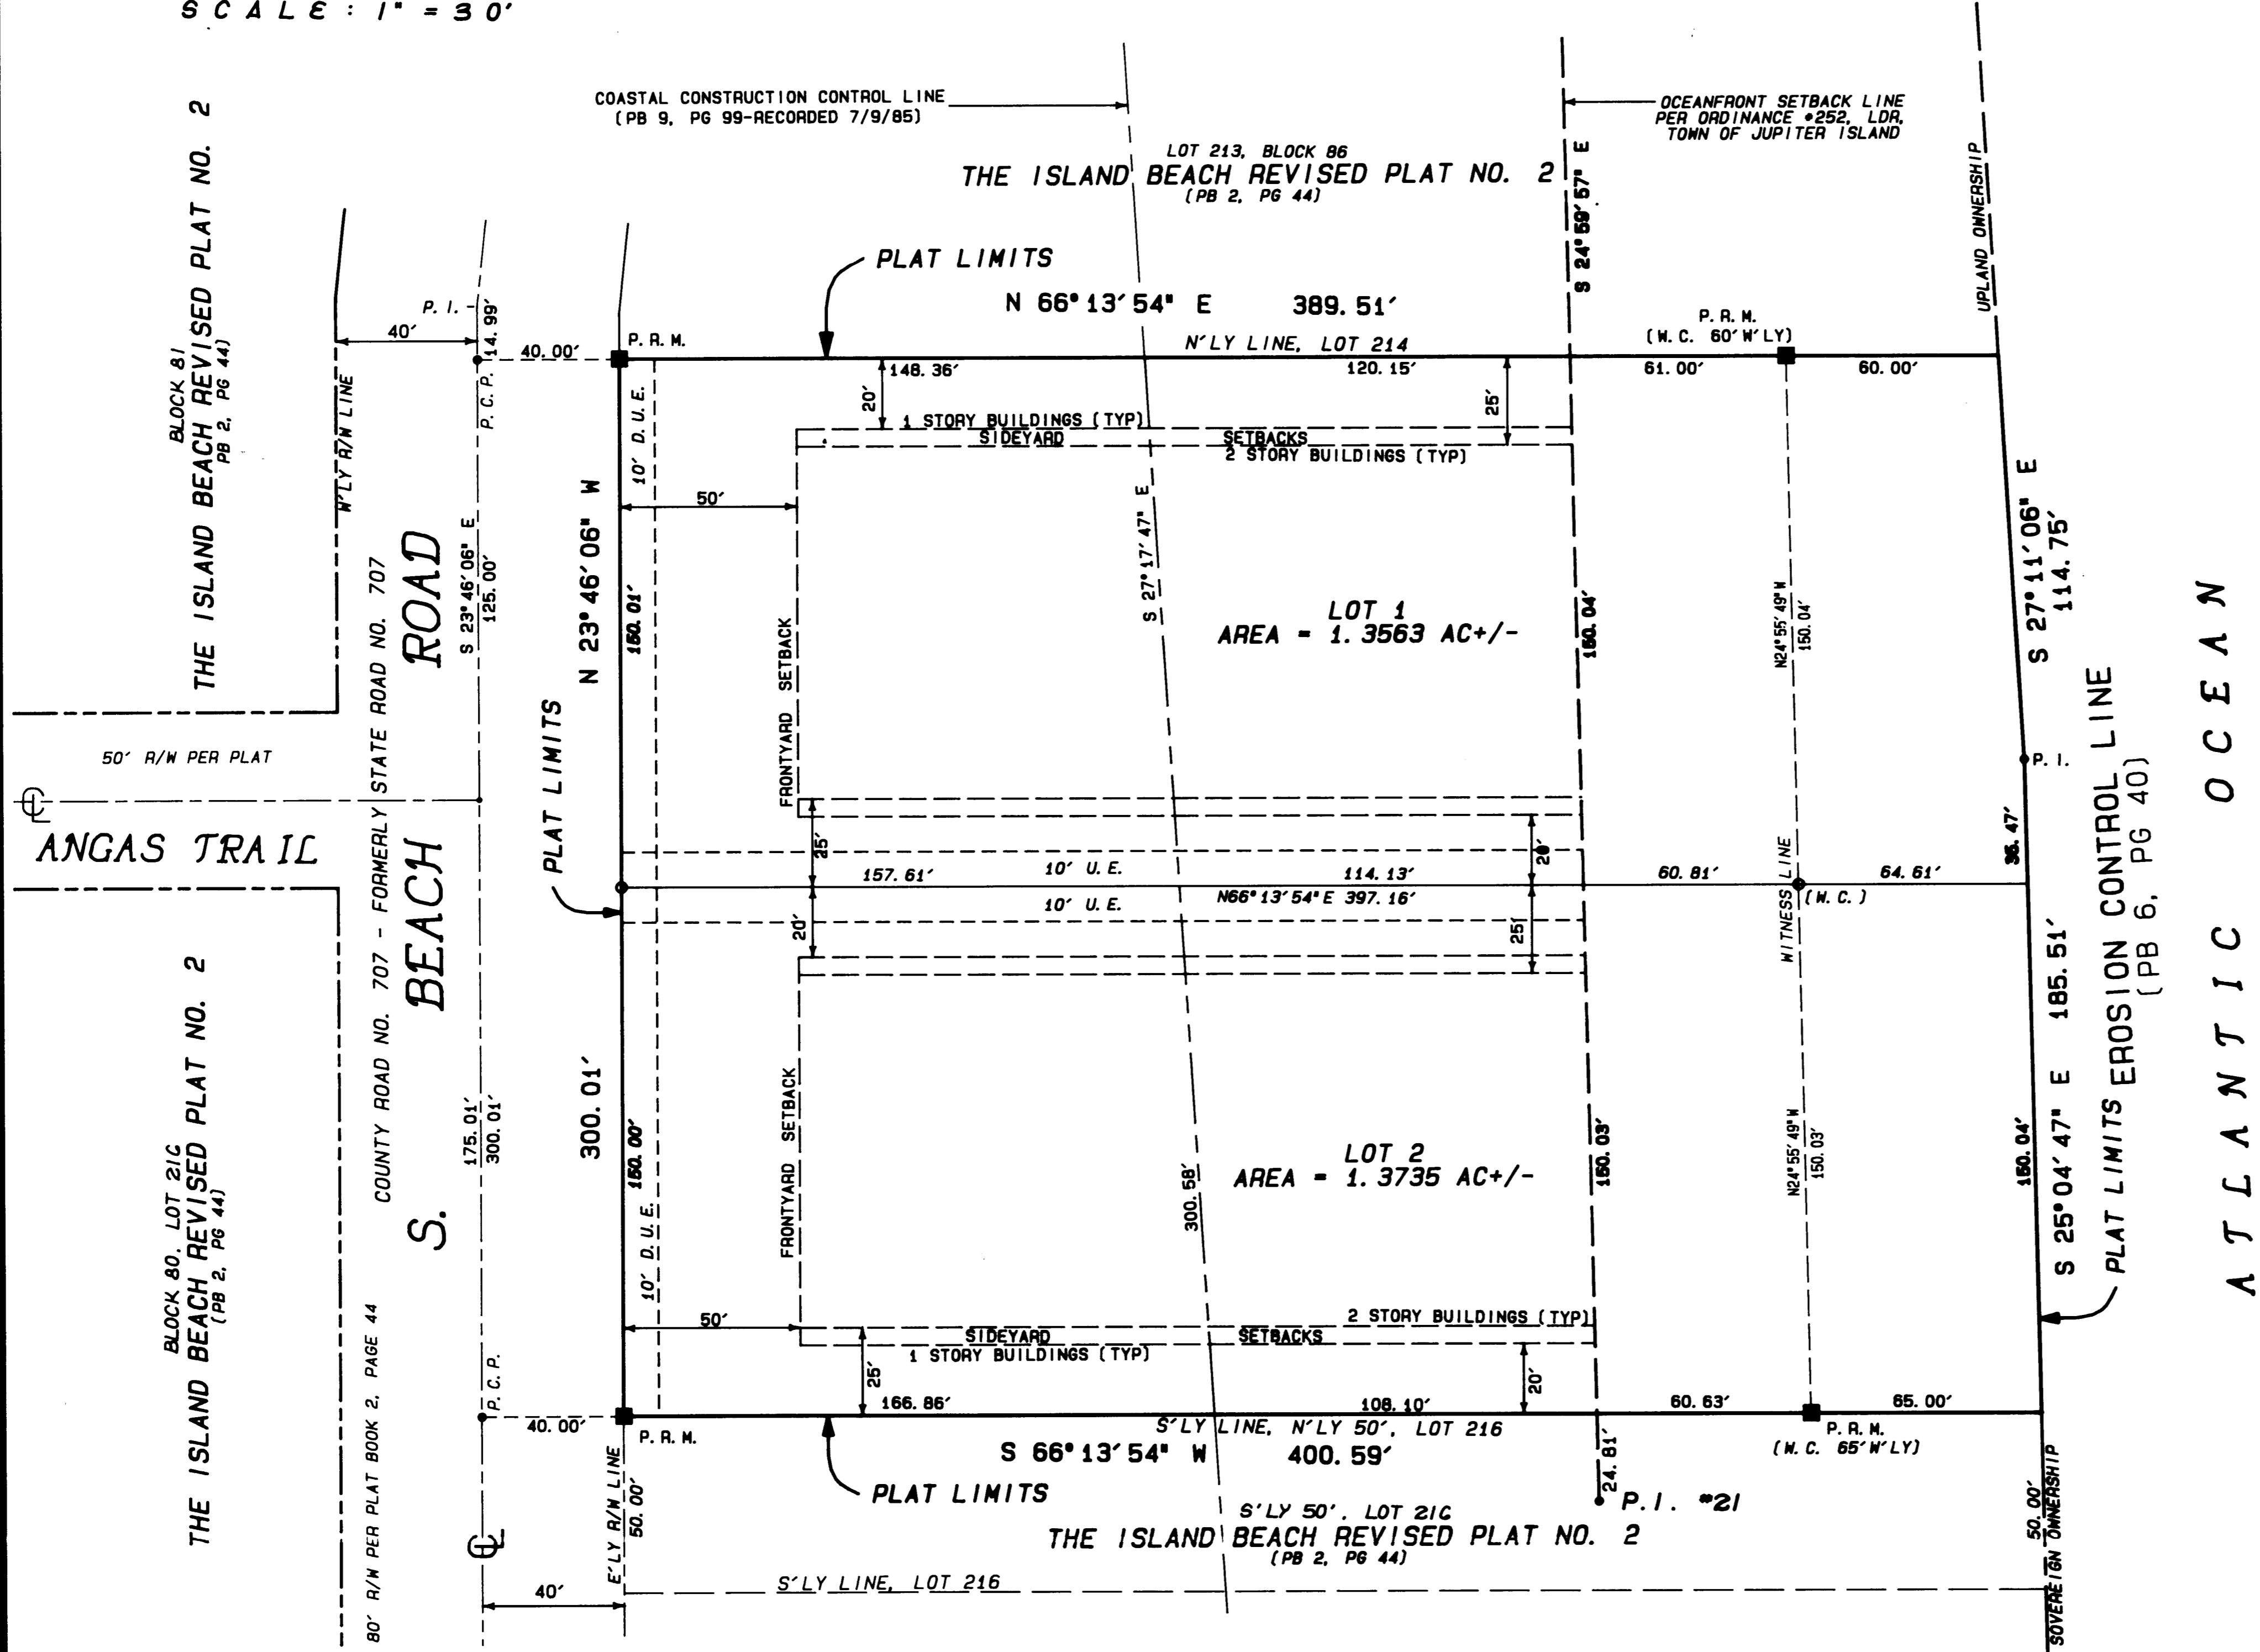 SCALE: 1" = 30'
COASTAL CONSTRUCTION CONTROL LINE
(PB 9, PG 99-RECORDED 7/9/85)
OCEANFRONT SETBACK LINE
PER ORDINANCE #252, LDR,
TOWN OF JUPITER ISLAND
LOT 213, BLOCK 86
THE ISLAND BEACH REVISED PLAT NO. 2
(PB 2, PG 44)
S 24°59'57" E
UPLAND OWNERSHIP
BLOCK 81
THE ISLAND BEACH REVISED PLAT NO. 2
PB 2, PG 44)
PLAT LIMITS
N 66°13'54" E 389.51'
N'LY LINE, LOT 214
P.R.M.
(W.C. 60' W'LY)
P.I.
14.99'
40'
40.00'
P.R.M.
P.C.P.
W'LY R/W LINE
148.36'
120.15'
61.00'
60.00'
20'
25'
1 STORY BUILDINGS (TYP)
SIDEYARD SETBACKS
2 STORY BUILDINGS (TYP)
10' D.U.E.
50'
S 23°46'06" E
125.00'
N 23°46'06" W
150.01'
FRONTYARD SETBACK
S 27°17'47" E
LOT 1
AREA = 1.3563 AC+/-
150.04'
N24°55'49"W
150.04'
S 27°11'06" E
114.75'
P.I.
36.47'
50' R/W PER PLAT
CL
ANGAS TRAIL
COUNTY ROAD NO. 707 - FORMERLY STATE ROAD NO. 707
S. BEACH ROAD
PLAT LIMITS
25'
20'
157.61'
10' U.E.
114.13'
60.81'
64.61'
10' U.E.
N66°13'54"E 397.16'
(W.C.)
20'
25'
WITNESS LINE
BLOCK 80, LOT 216
THE ISLAND BEACH REVISED PLAT NO. 2
(PB 2, PG 44)
80' R/W PER PLAT BOOK 2, PAGE 44
175.01'
300.01'
300.01'
150.00'
10' D.U.E.
FRONTYARD SETBACK
300.58'
LOT 2
AREA = 1.3735 AC+/-
150.03'
N24°55'49"W
150.03'
150.04'
S 25°04'47" E 185.51'
PLAT LIMITS EROSION CONTROL LINE
(PB 6, PG 40)
ATLANTIC OCEAN
50'
2 STORY BUILDINGS (TYP)
SIDEYARD SETBACKS
1 STORY BUILDINGS (TYP)
25'
20'
P.C.P.
40.00'
P.R.M.
166.86'
108.10'
60.63'
65.00'
S'LY LINE, N'LY 50', LOT 216
P.R.M.
(W.C. 65' W'LY)
S 66°13'54" W 400.59'
PLAT LIMITS
24.81'
P.I. #21
S'LY 50', LOT 216
THE ISLAND BEACH REVISED PLAT NO. 2
(PB 2, PG 44)
E'LY R/W LINE
50.00'
CL
S'LY LINE, LOT 216
40'
50.00'
SOVEREIGN OWNERSHIP